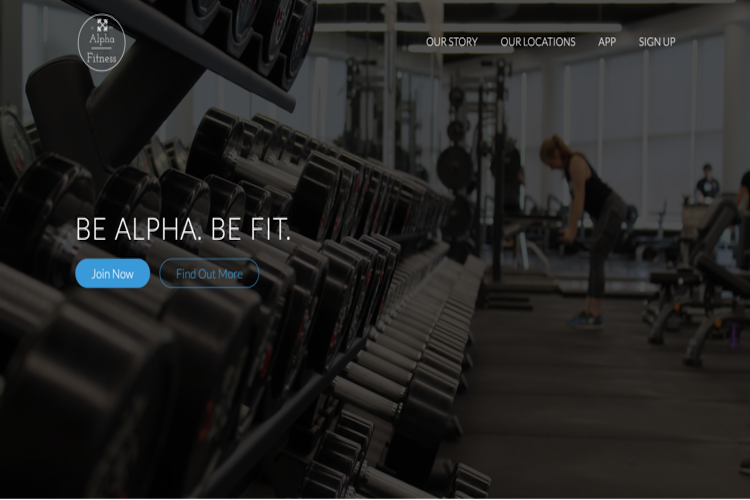 Alpha
Fitness
OUR STORY OUR LOCATIONS APP SIGN UP
BE ALPHA. BE FIT.
Join Now Find Out More